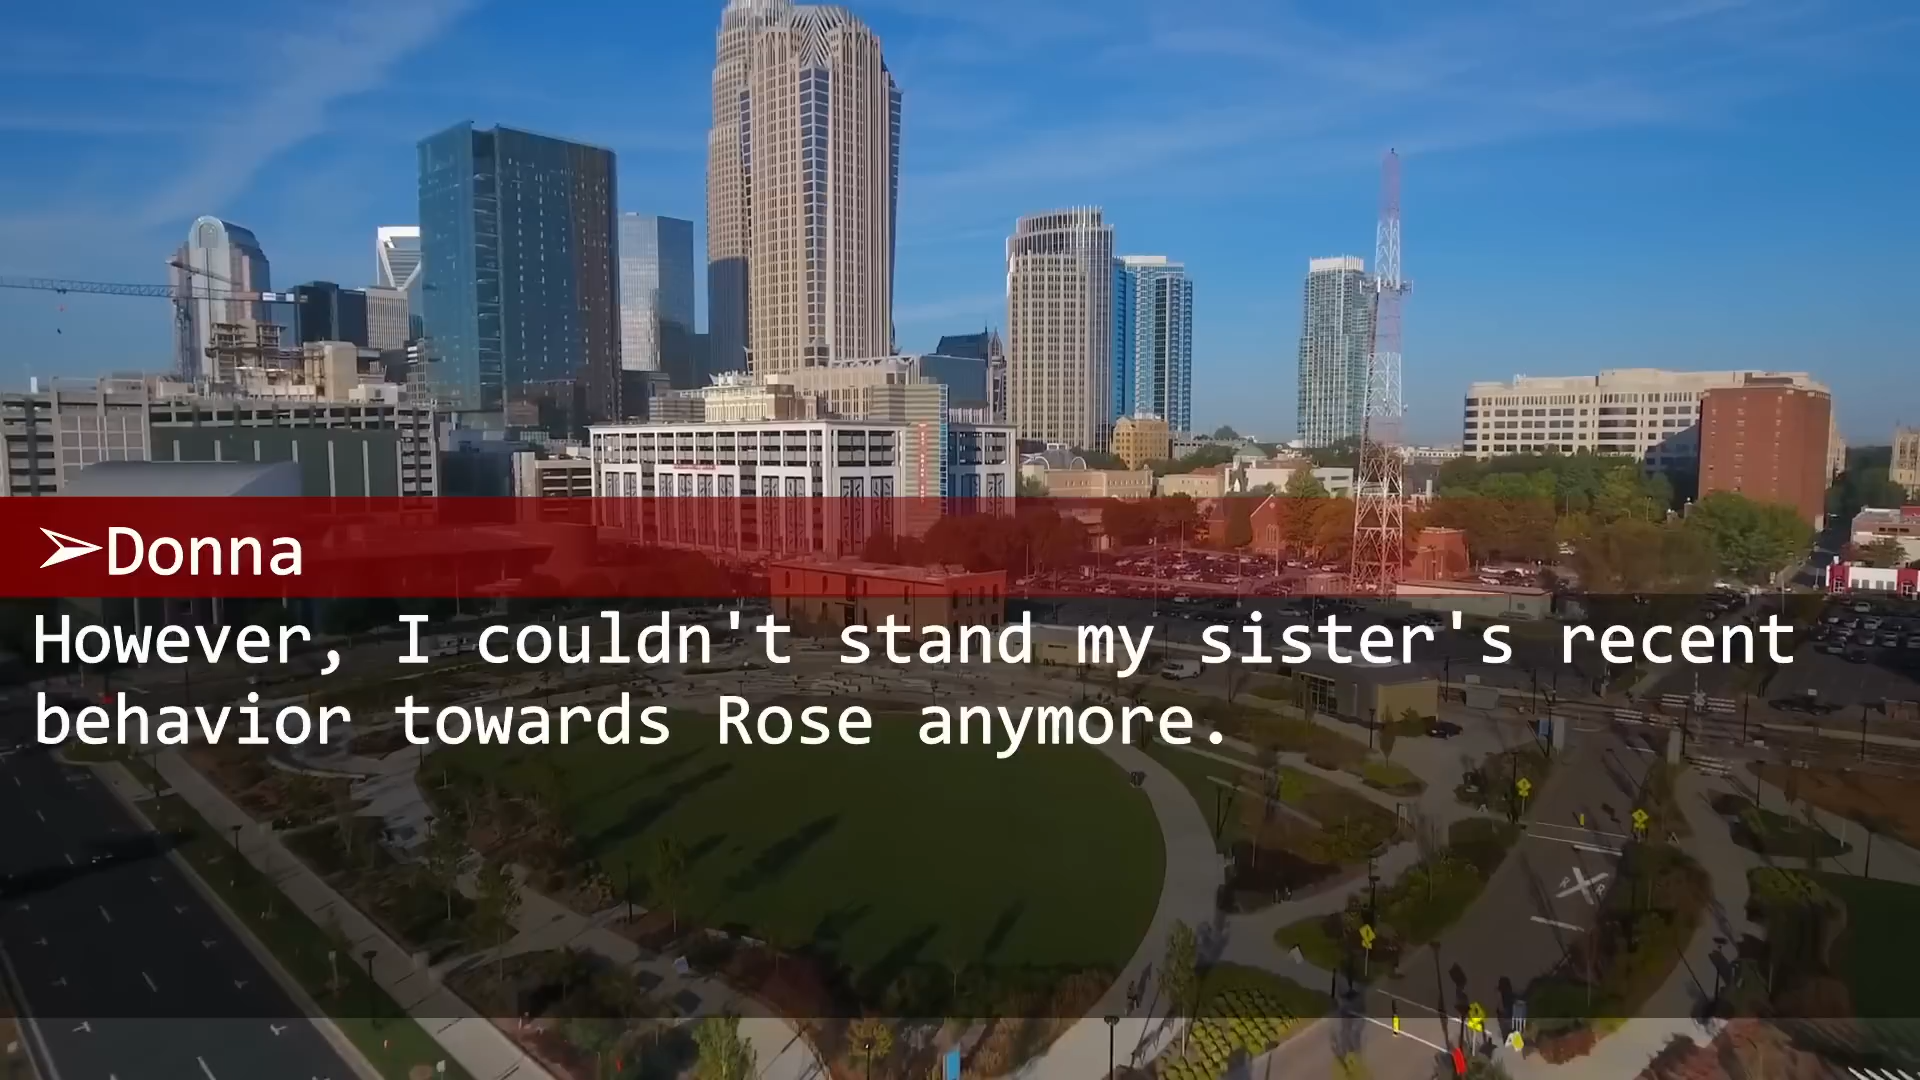 ➢Donna
However, I couldn't stand my sister's recent
behavior towards Rose anymore.